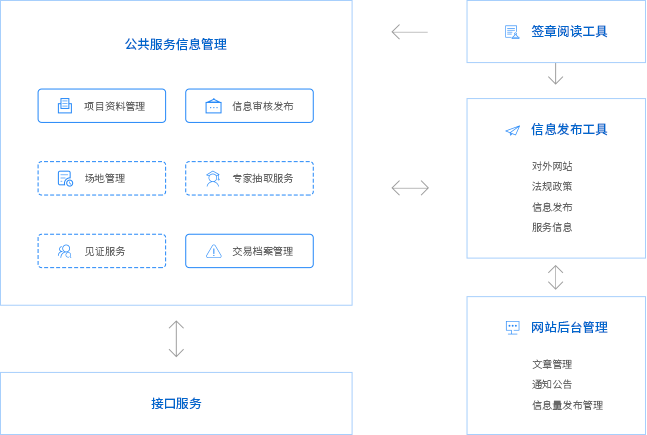 公共服务信息管理
项目资料管理
信息审核发布
场地管理
专家抽取服务
见证服务
交易档案管理
接口服务
签章阅读工具
信息发布工具
对外网站
法规政策
信息发布
服务信息
网站后台管理
文章管理
通知公告
信息量发布管理